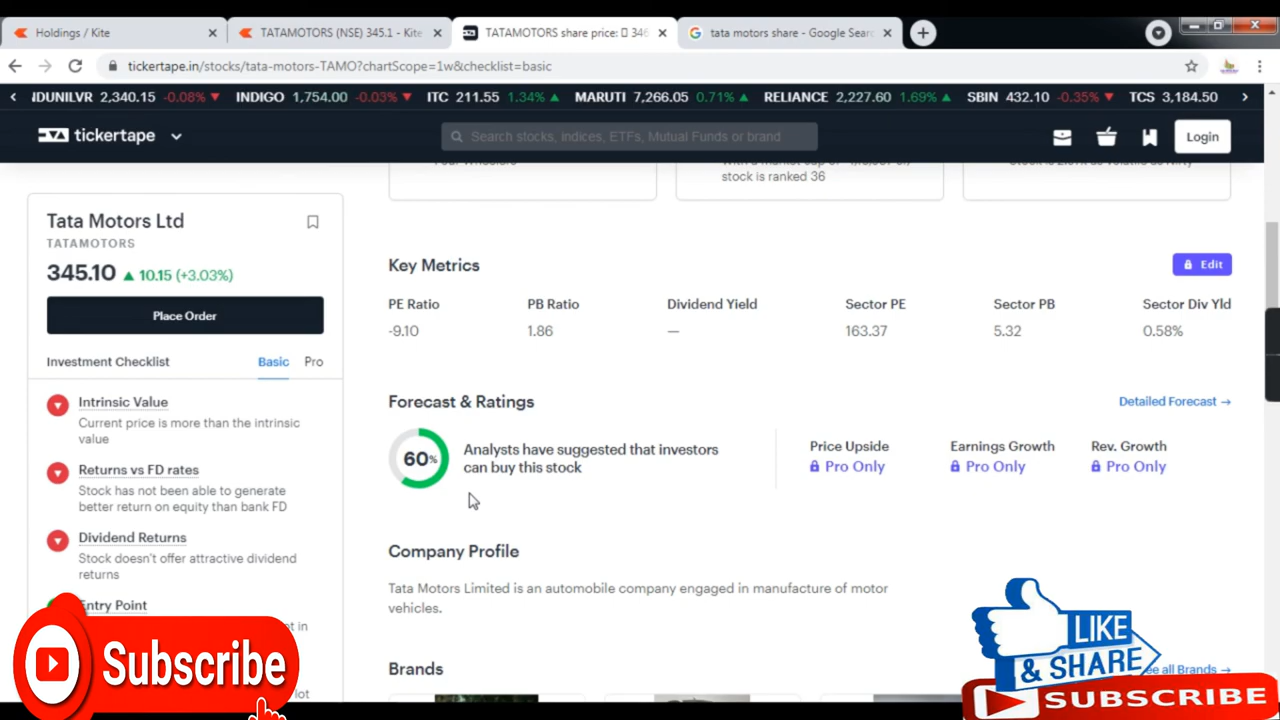 Holdings / Kite
TATAMOTORS (NSE) 345.1 - Kite
TATAMOTORS share price: 346
tata motors share - Google Sear
tickertape.in/stocks/tata-motors-TAMO?chartScope=1w&checklist=basic
IDUNILVR 2,340.15 -0.08% INDIGO 1,754.00 -0.03% ITC 211.55 1.34% MARUTI 7,266.05 0.71% RELIANCE 2,227.60 1.69% SBIN 432.10 -0.35% TCS 3,184.50
tickertape
Search stocks, indices, ETFs, Mutual Funds or brand
Login
stock is ranked 36
Tata Motors Ltd
TATAMOTORS
345.10 10.15 (+3.03%)
Place Order
Investment Checklist Basic Pro
Intrinsic Value
Current price is more than the intrinsic
value
Returns vs FD rates
Stock has not been able to generate
better return on equity than bank FD
Dividend Returns
Stock doesn't offer attractive dividend
returns
Entry Point
Key Metrics
Edit
PE Ratio PB Ratio Dividend Yield Sector PE Sector PB Sector Div Yld
-9.10 1.86 — 163.37 5.32 0.58%
Forecast & Ratings
Detailed Forecast →
60%
Analysts have suggested that investors
can buy this stock
Price Upside Earnings Growth Rev. Growth
Pro Only Pro Only Pro Only
Company Profile
Tata Motors Limited is an automobile company engaged in manufacture of motor
vehicles.
Brands
all Brands →
Subscribe
LIKE
& SHARE
SUBSCRIBE